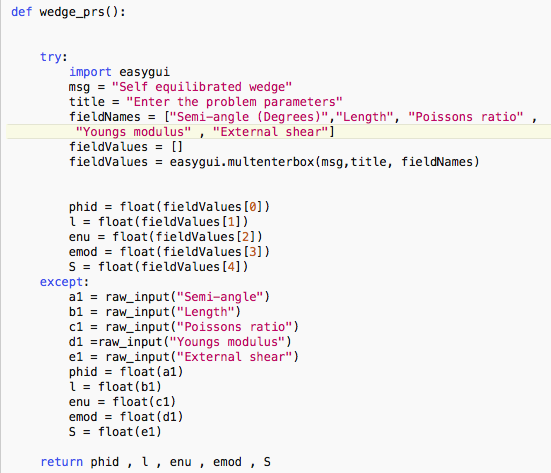 def wedge_prs():
try:
import easygui
msg = "Self equilibrated wedge"
title = "Enter the problem parameters"
fieldNames = ["Semi-angle (Degrees)","Length", "Poissons ratio" ,
"Youngs modulus" , "External shear"]
fieldValues = []
fieldValues = easygui.multenterbox(msg,title, fieldNames)
phid = float(fieldValues[0])
l = float(fieldValues[1])
enu = float(fieldValues[2])
emod = float(fieldValues[3])
S = float(fieldValues[4])
except:
a1 = raw_input("Semi-angle")
b1 = raw_input("Length")
c1 = raw_input("Poissons ratio")
d1 =raw_input("Youngs modulus")
e1 = raw_input("External shear")
phid = float(a1)
l = float(b1)
enu = float(c1)
emod = float(d1)
S = float(e1)
return phid , l , enu , emod , S